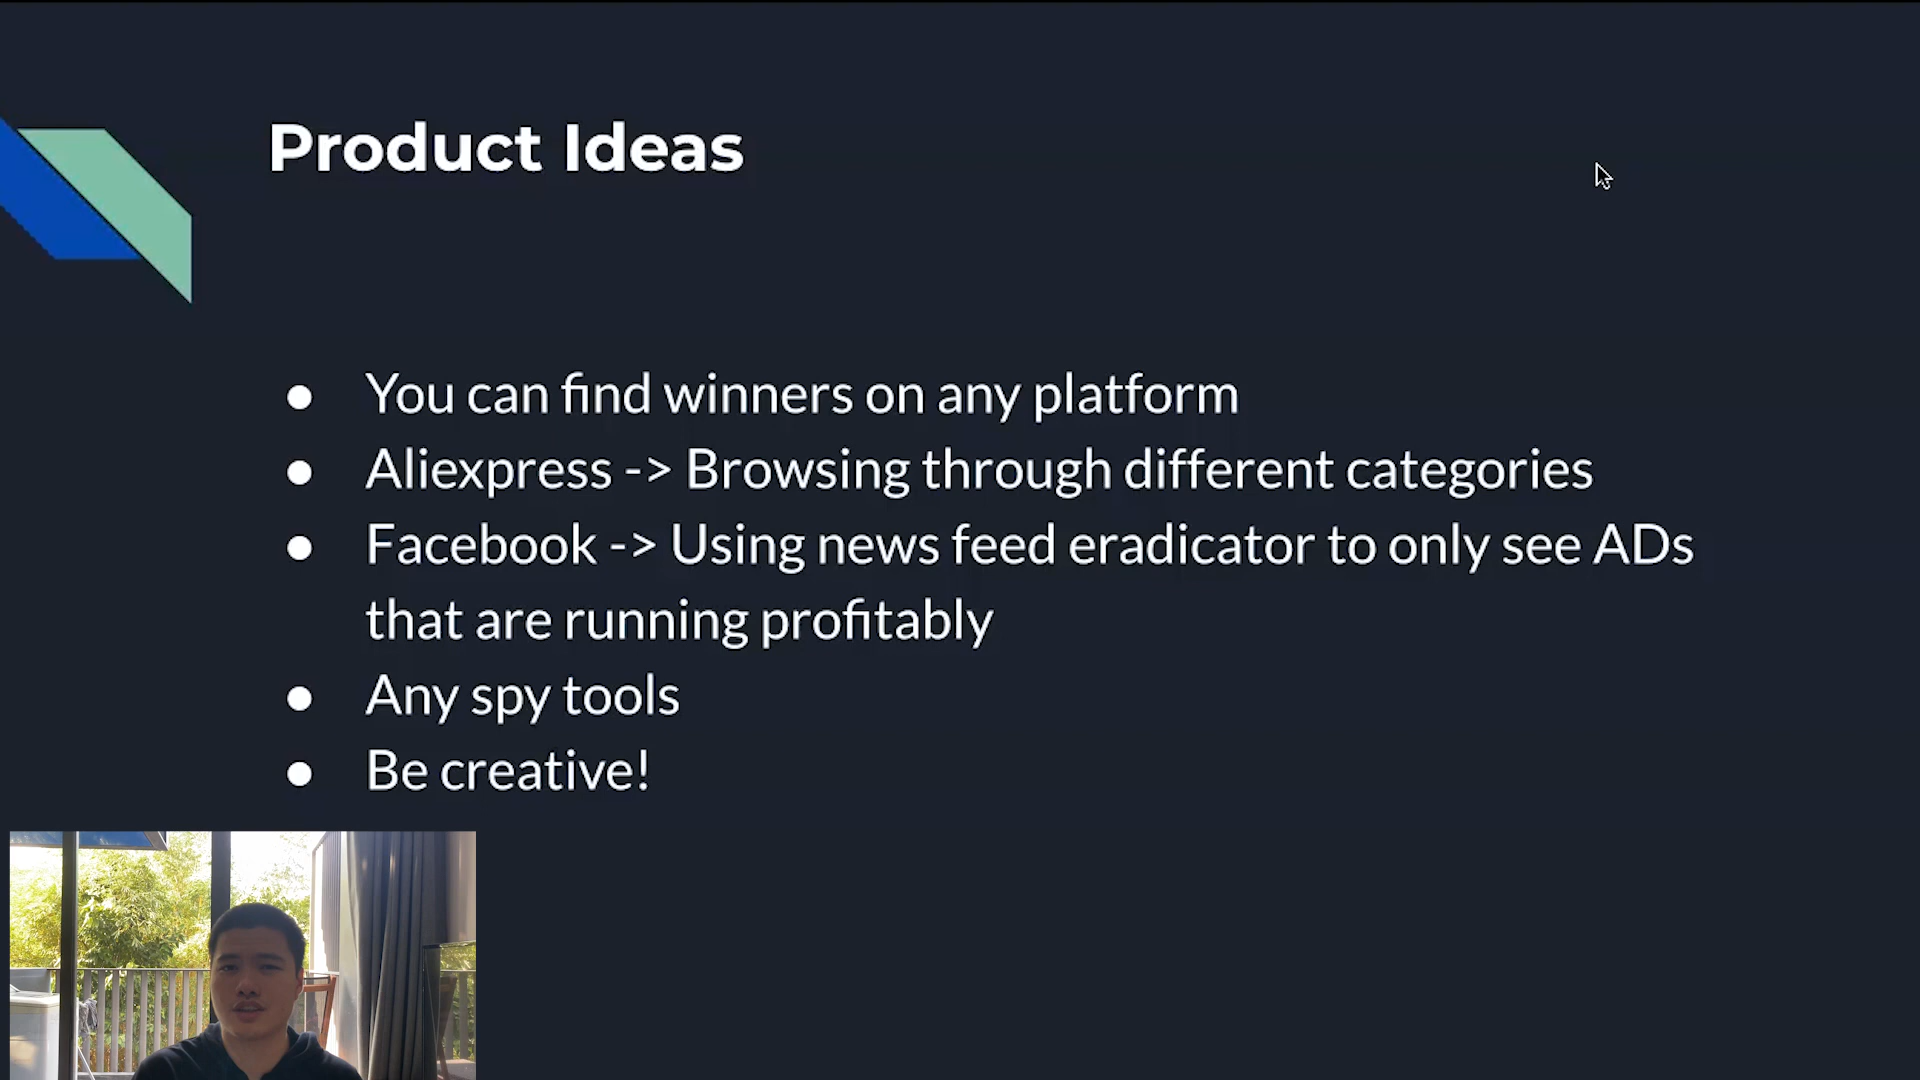 Product Ideas
● You can find winners on any platform
● Aliexpress -> Browsing through different categories
● Facebook -> Using news feed eradicator to only see ADs
that are running profitably
● Any spy tools
● Be creative!